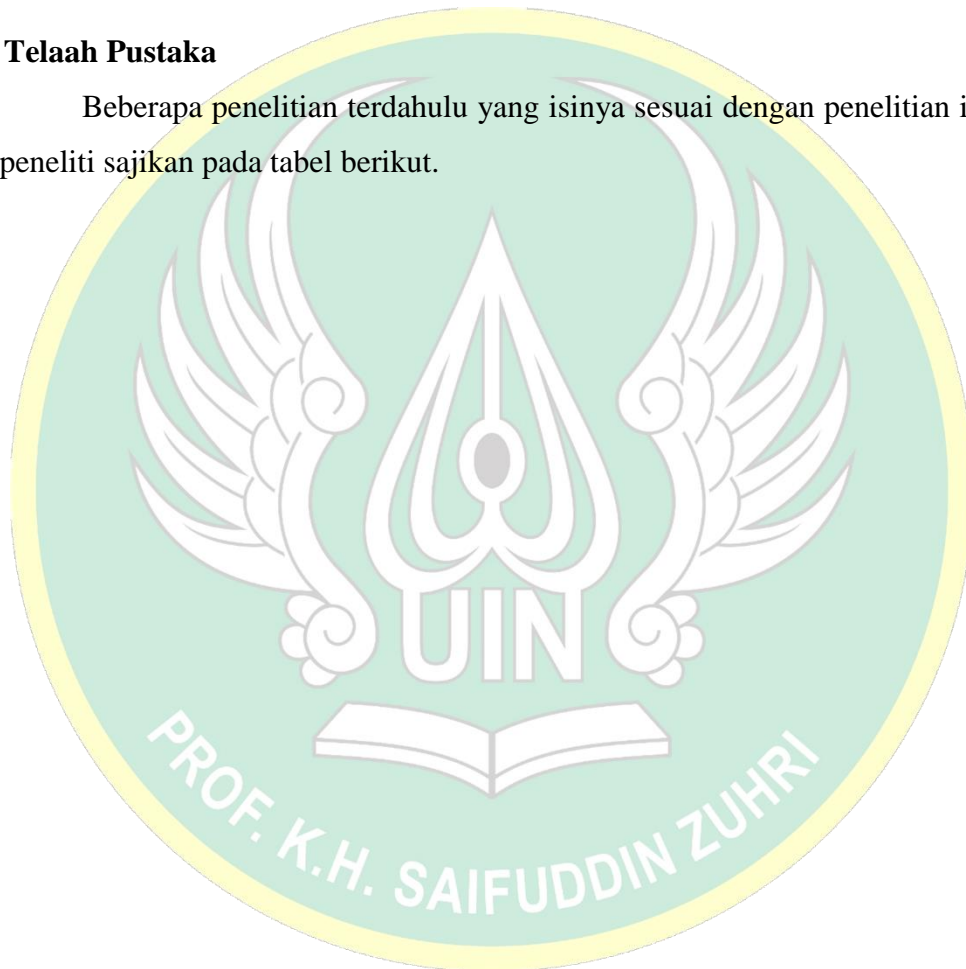 Telaah Pustaka
Beberapa penelitian terdahulu yang isinya sesuai dengan penelitian i
peneliti sajikan pada tabel berikut.
UIN
PROF. K.H. SAIFUDDIN ZUHRI